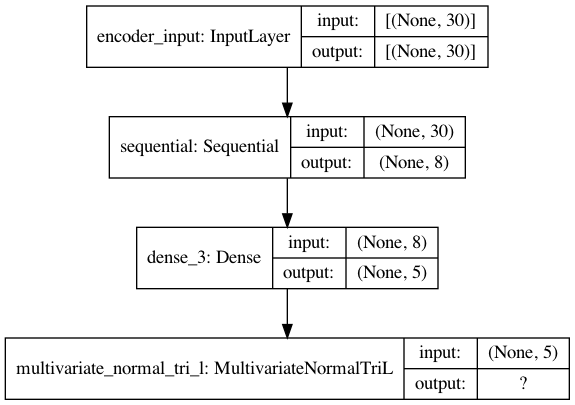 encoder_input: InputLayer
input:
[(None, 30)]
output:
[(None, 30)]
sequential: Sequential
input:
(None, 30)
output:
(None, 8)
dense_3: Dense
input:
(None, 8)
output:
(None, 5)
multivariate_normal_tri_l: MultivariateNormalTriL
input:
(None, 5)
output:
?